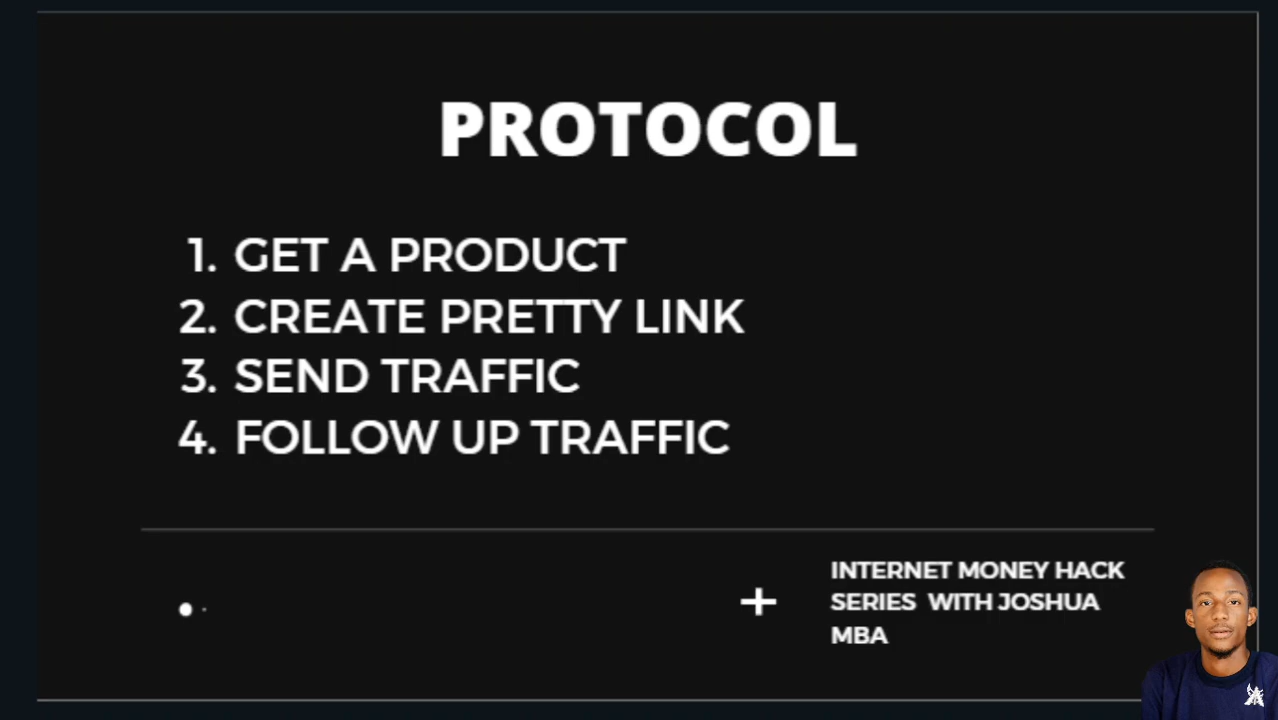 PROTOCOL
1. GET A PRODUCT
2. CREATE PRETTY LINK
3. SEND TRAFFIC
4. FOLLOW UP TRAFFIC
INTERNET MONEY HACK
SERIES WITH JOSHUA
MBA